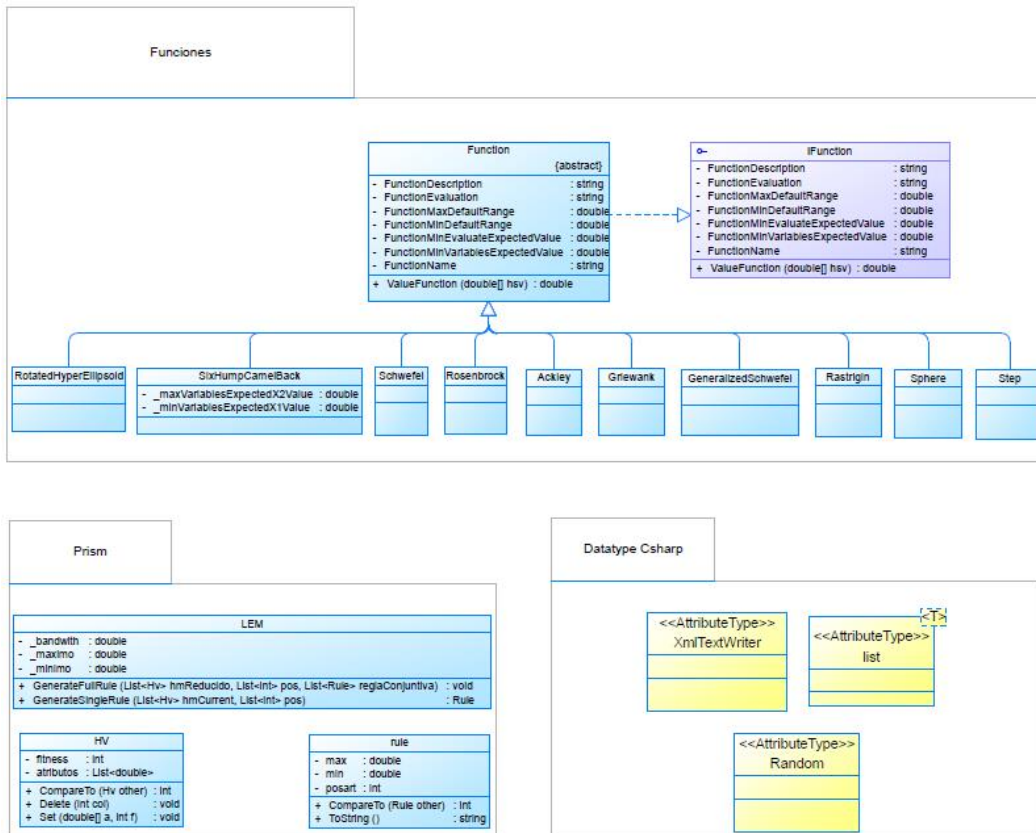 Funciones
Function
{abstract}
- FunctionDescription : string
- FunctionEvaluation : string
- FunctionMaxDefaultRange : double
- FunctionMinDefaultRange : double
- FunctionMinEvaluateExpectedValue : double
- FunctionMinVariablesExpectedValue : double
- FunctionName : string
+ ValueFunction (double[] hsv) : double
IFunction
- FunctionDescription : string
- FunctionEvaluation : string
- FunctionMaxDefaultRange : double
- FunctionMinDefaultRange : double
- FunctionMinEvaluateExpectedValue : double
- FunctionMinVariablesExpectedValue : double
- FunctionName : string
+ ValueFunction (double[] hsv) : double
RotatedHyperEllipsoid
SixHumpCamelBack
- _maxVariablesExpectedX2Value : double
- _minVariablesExpectedX1Value : double
Schwefel
Rosenbrock
Ackley
Griewank
GeneralizedSchwefel
Rastrigin
Sphere
Step
Prism
LEM
- _bandwith : double
- _maximo : double
- _minimo : double
+ GenerateFullRule (List<Hv> hmReducido, List<int> pos, List<Rule> reglaConjuntiva) : void
+ GenerateSingleRule (List<Hv> hmCurrent, List<int> pos) : Rule
HV
- fitness : int
- atributos : List<double>
+ CompareTo (Hv other) : int
+ Delete (int col) : void
+ Set (double[] a, int f) : void
rule
- max : double
- min : double
- posart : int
+ CompareTo (Rule other) : int
+ ToString () : string
Datatype Csharp
<<AttributeType>>
XmlTextWriter
<T>
<<AttributeType>>
list
<<AttributeType>>
Random